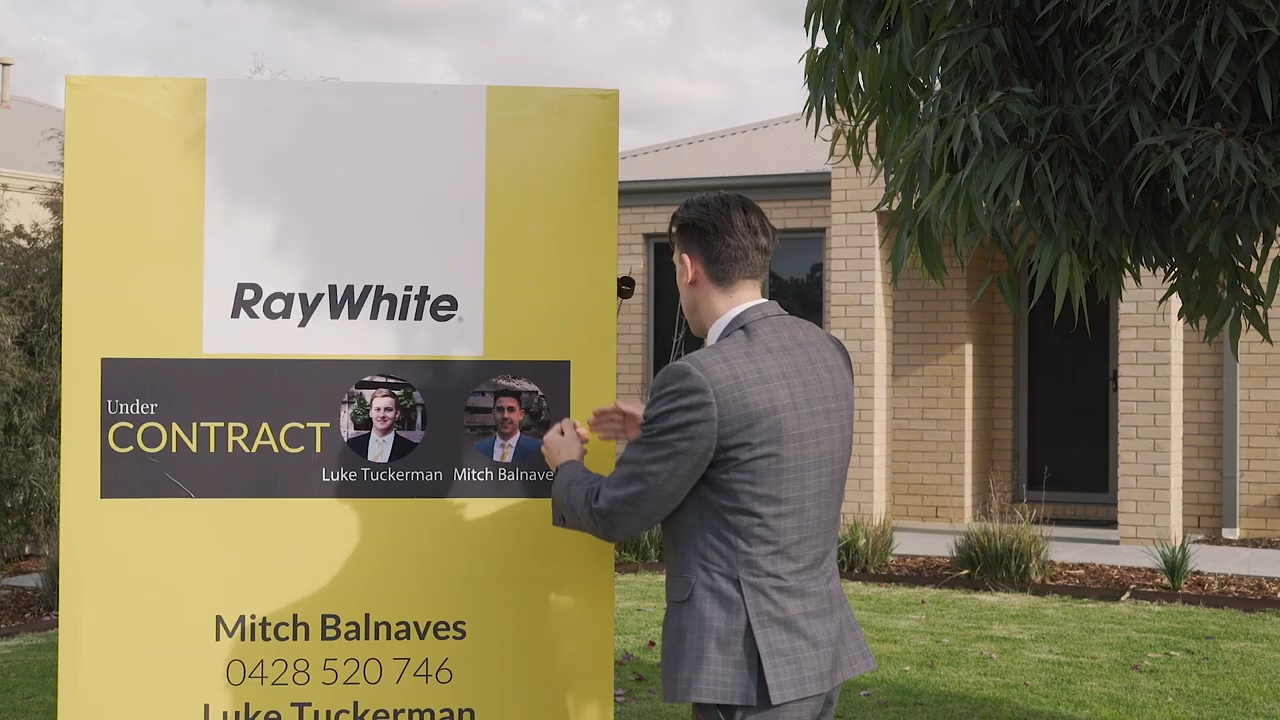 RayWhite
Under
CONTRACT
Luke Tuckerman Mitch Balnave
Mitch Balnaves
0428 520 746
Luke Tuckerman